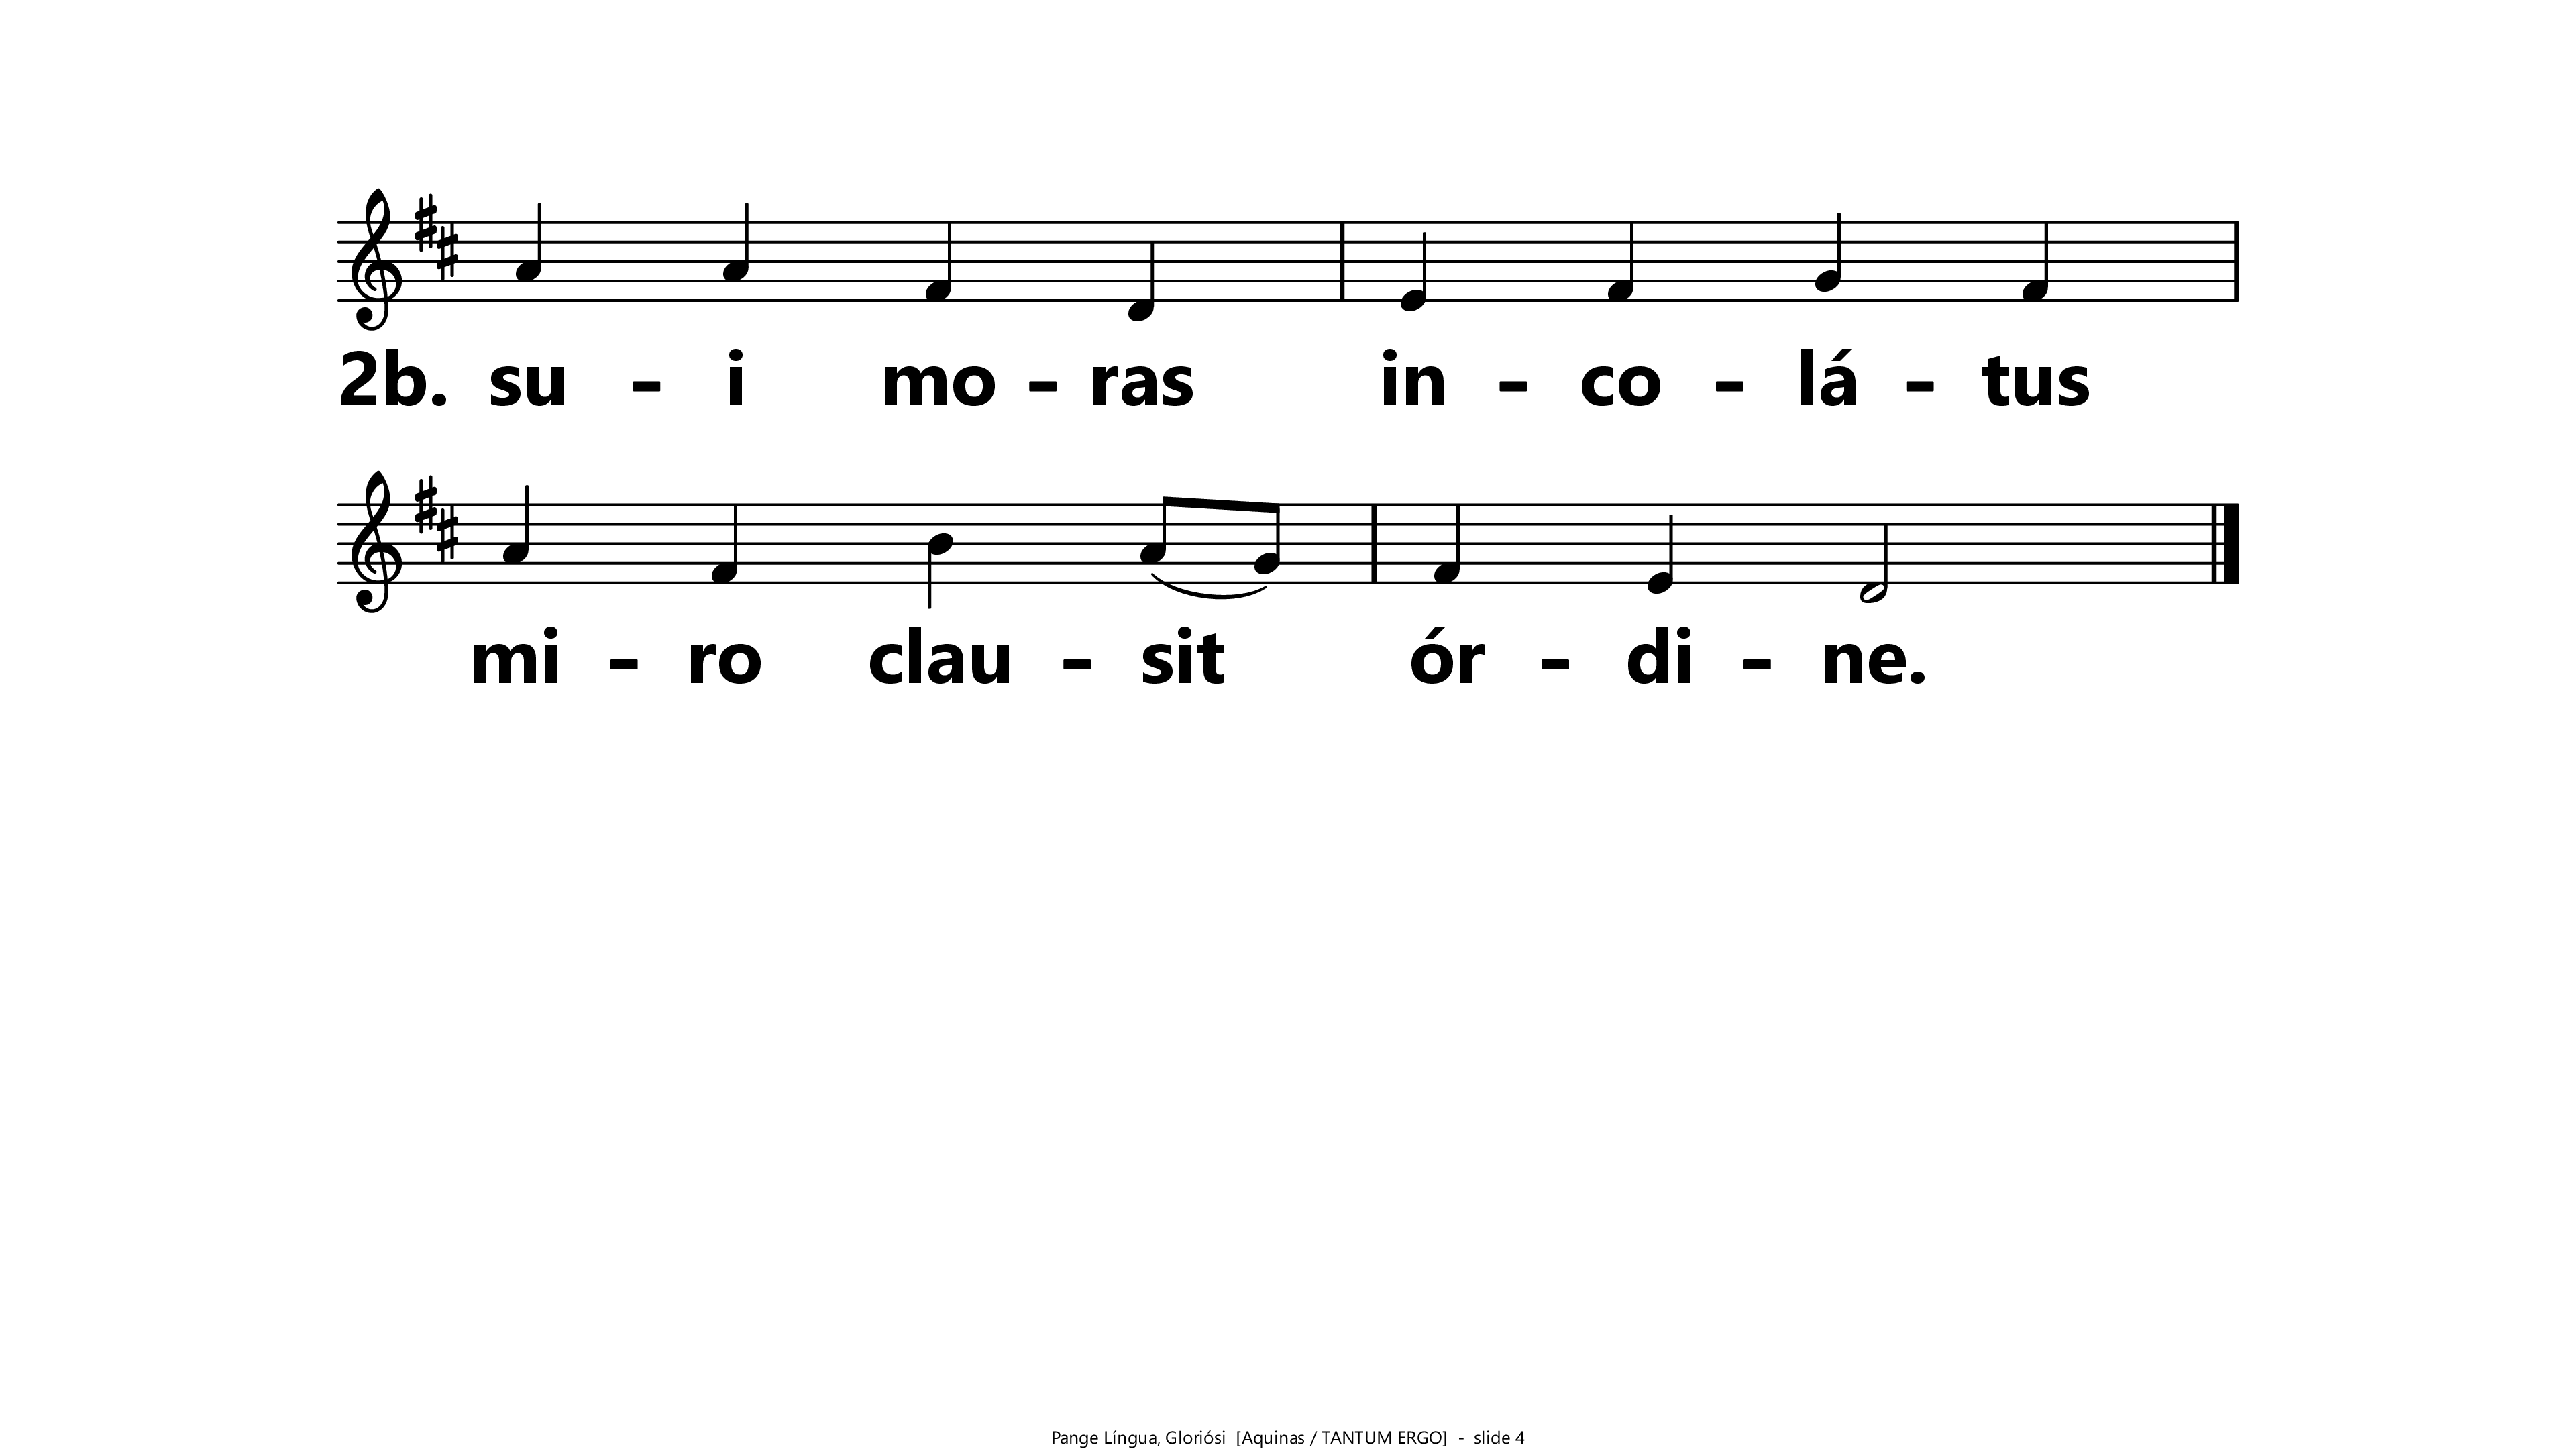 2b. su - i mo - ras in - co - lá - tus
mi - ro clau - sit ór - di - ne.
Pange Língua, Gloriósi [Aquinas / TANTUM ERGO] - slide 4